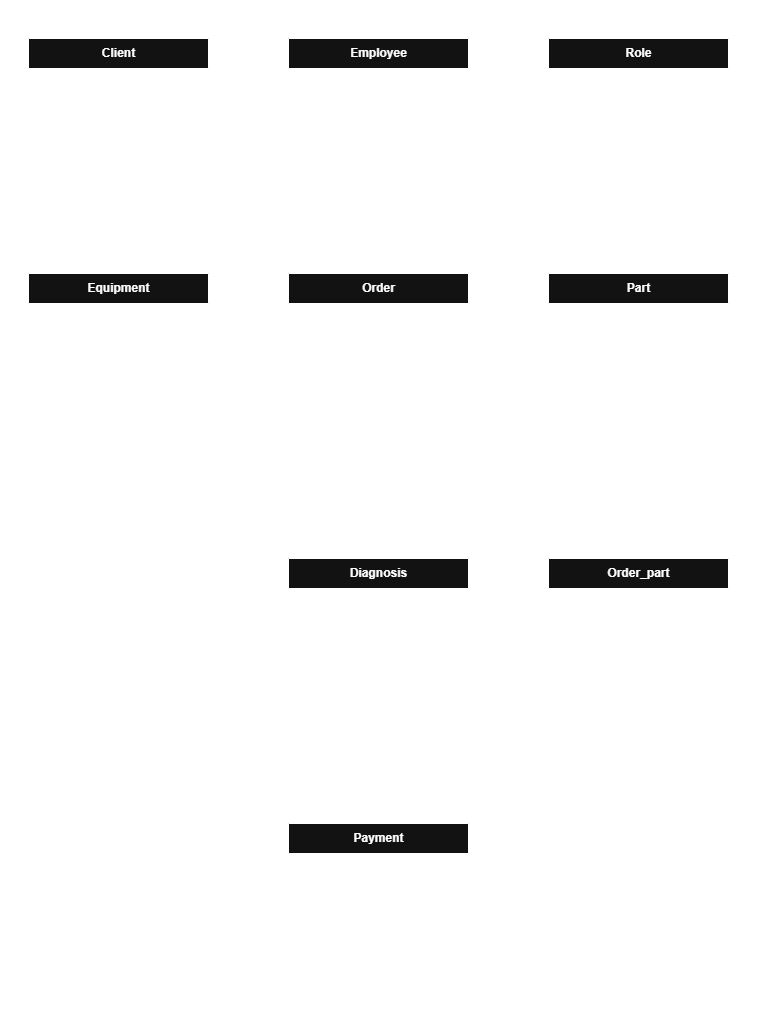 Client
Employee
Role
Equipment
Order
Part
Diagnosis
Order_part
Payment